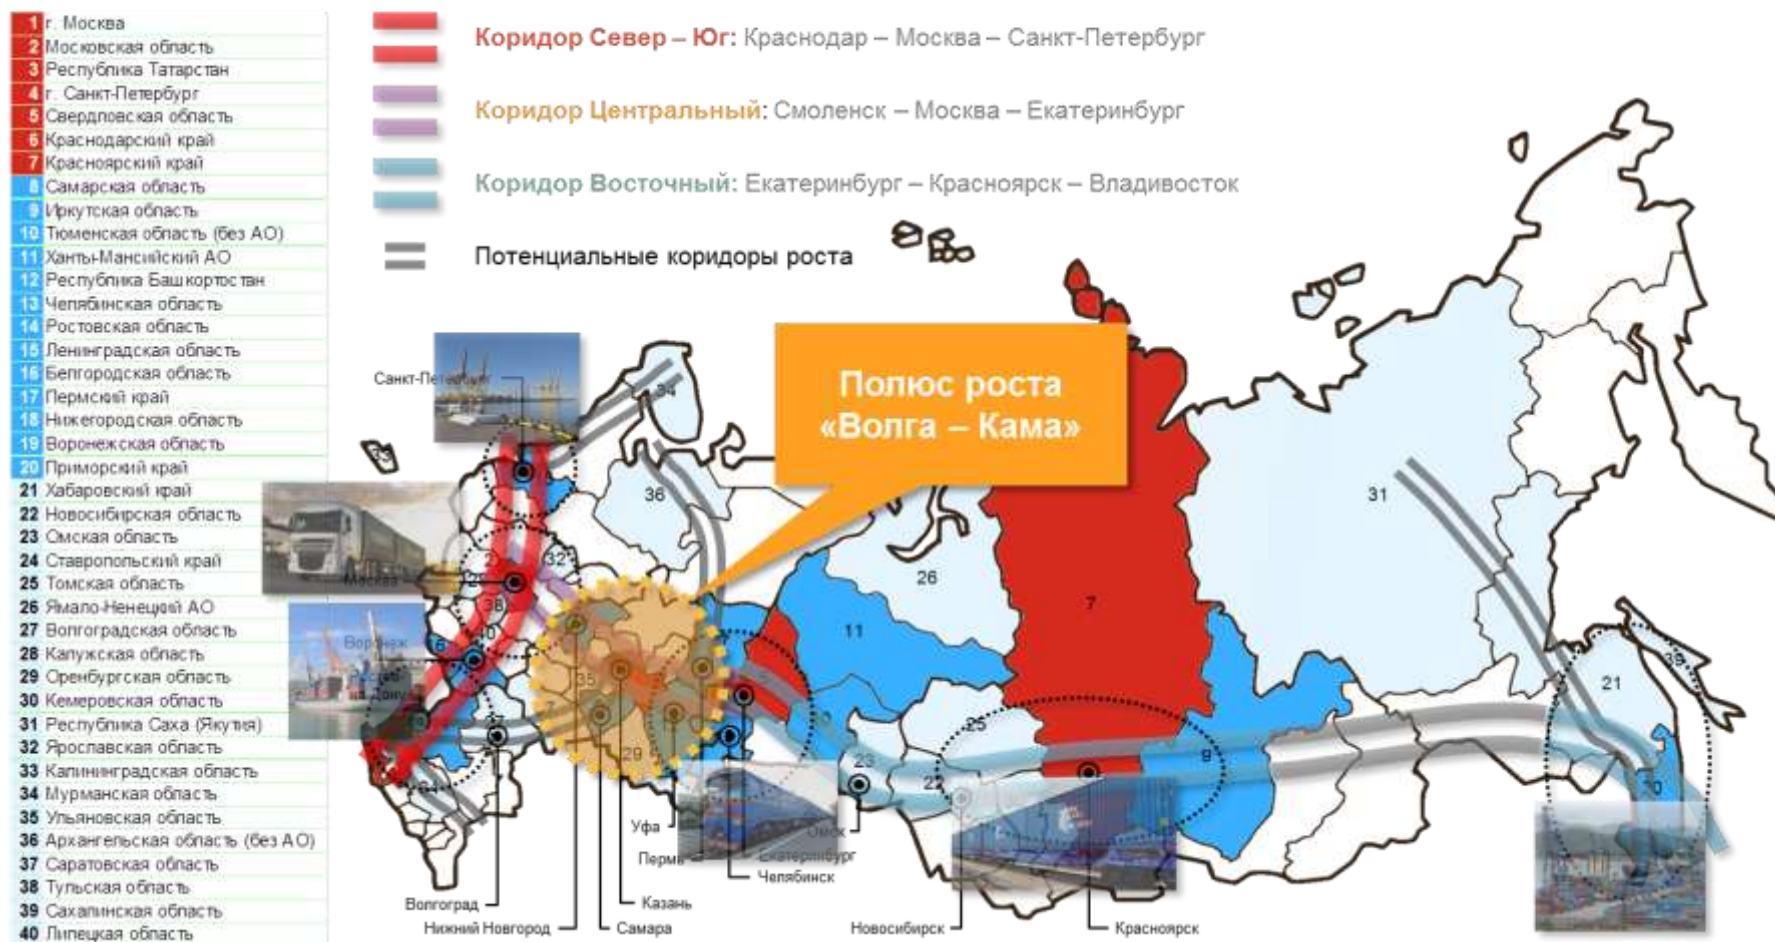 1 г. Москва
2 Московская область
3 Республика Татарстан
4 г. Санкт-Петербург
5 Свердловская область
6 Краснодарский край
7 Красноярский край
8 Самарская область
9 Иркутская область
10 Тюменская область (без АО)
11 Ханты-Мансийский АО
12 Республика Башкортостан
13 Челябинская область
14 Ростовская область
15 Ленинградская область
16 Белгородская область
17 Пермский край
18 Нижегородская область
19 Воронежская область
20 Приморский край
21 Хабаровский край
22 Новосибирская область
23 Омская область
24 Ставропольский край
25 Томская область
26 Ямало-Ненецкий АО
27 Волгоградская область
28 Калужская область
29 Оренбургская область
30 Кемеровская область
31 Республика Саха (Якутия)
32 Ярославская область
33 Калининградская область
34 Мурманская область
35 Ульяновская область
36 Архангельская область (без АО)
37 Саратовская область
38 Тульская область
39 Сахалинская область
40 Липецкая область
Коридор Север – Юг: Краснодар – Москва – Санкт-Петербург
Коридор Центральный: Смоленск – Москва – Екатеринбург
Коридор Восточный: Екатеринбург – Красноярск – Владивосток
Потенциальные коридоры роста
Полюс роста
«Волга – Кама»
Санкт-Петербург
34
33
36
31
32
26
Москва
7
38
11
Воронеж
16
Ростов-
на Дону
35
21
39
25
9
29
23
22
Уфа
Омск
Пермь
Екатеринбург
Челябинск
Волгоград
Казань
Нижний Новгород
Самара
Новосибирск
Красноярск